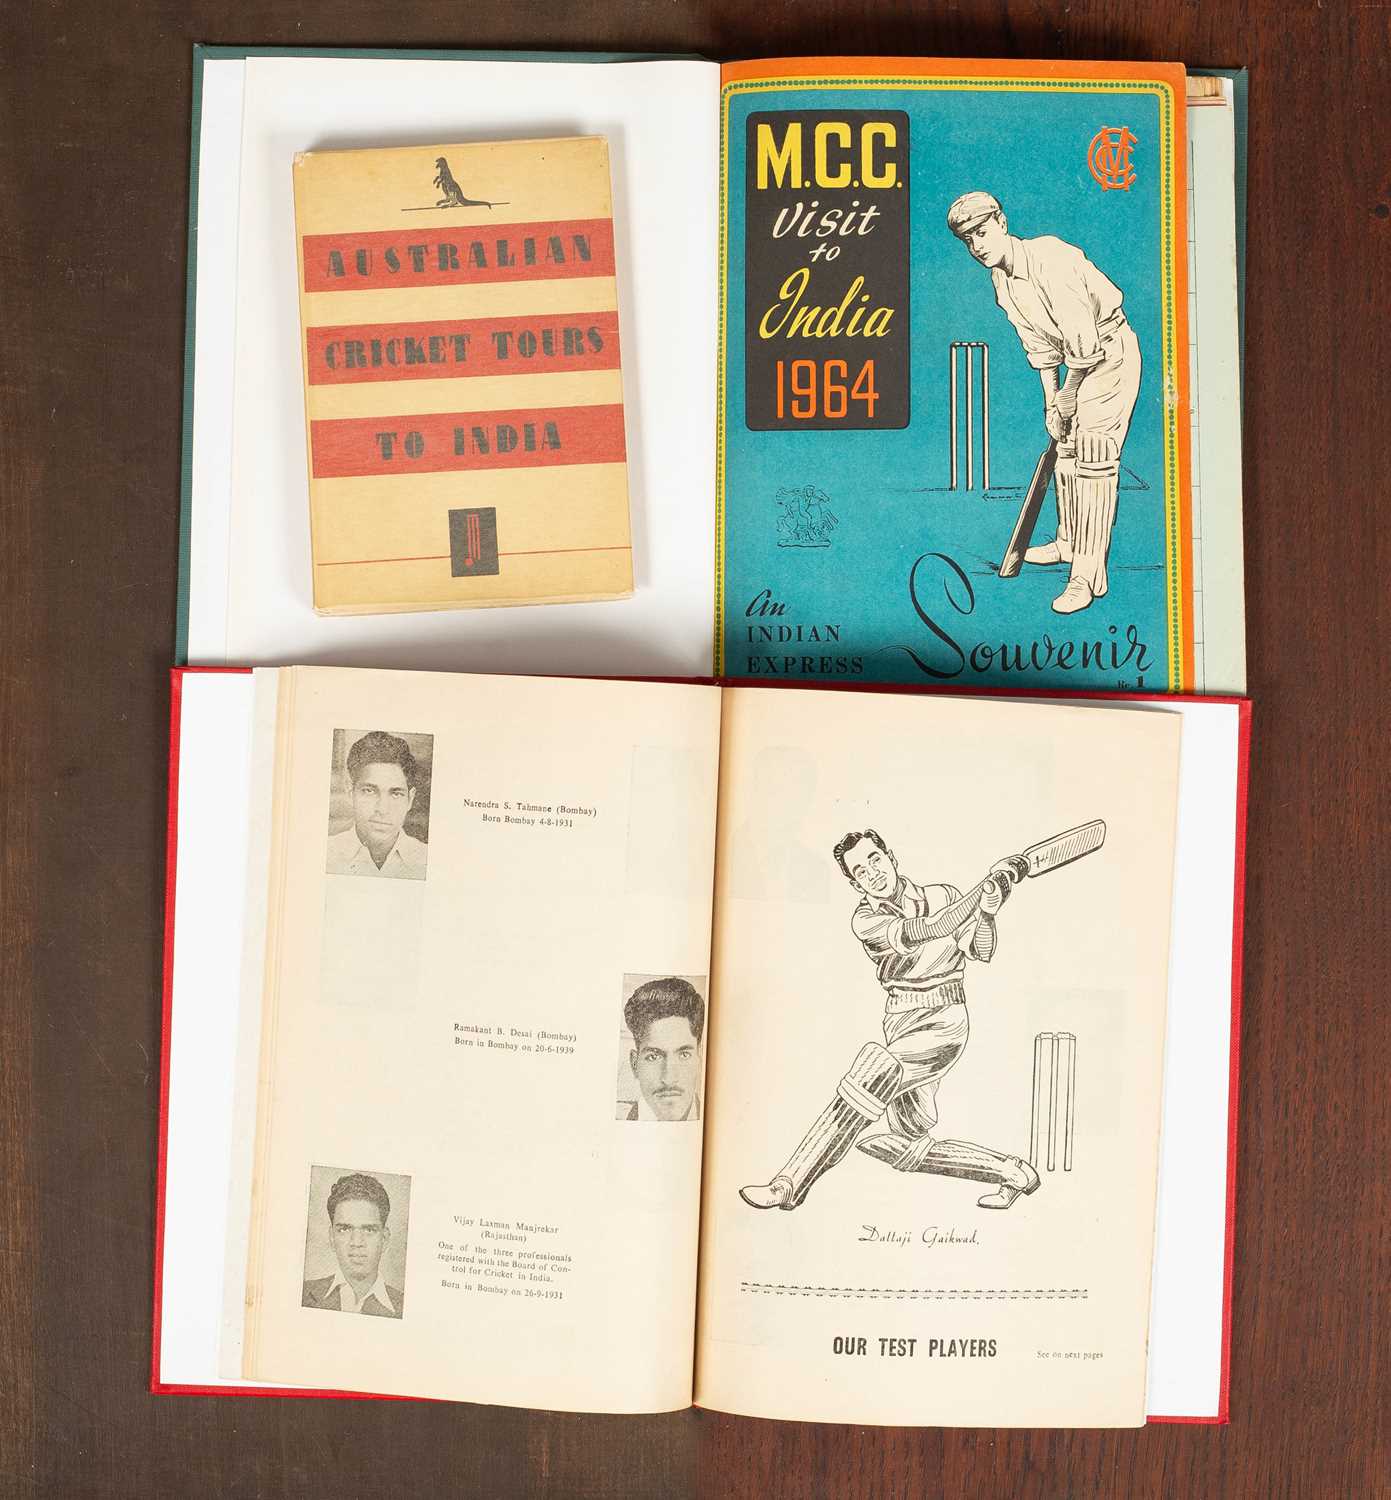 AUSTRALIAN
CRICKET TOURS
TO INDIA
M.C.C.
Visit
to
India
1964
MCC
An
INDIAN
EXPRESS
Souvenir
Re. 1
Narendra S. Tahmane (Bombay)
Born Bombay 4-8-1931
Ramakant B. Desai (Bombay)
Born in Bombay on 20-6-1939
Vijay Laxman Manjrekar
(Rajasthan)
One of the three professionals
registered with the Board of Con-
trol for Cricket in India.
Born in Bombay on 26-9-1931
Dattaji Gaikwad.
OUR TEST PLAYERS
See on next pages